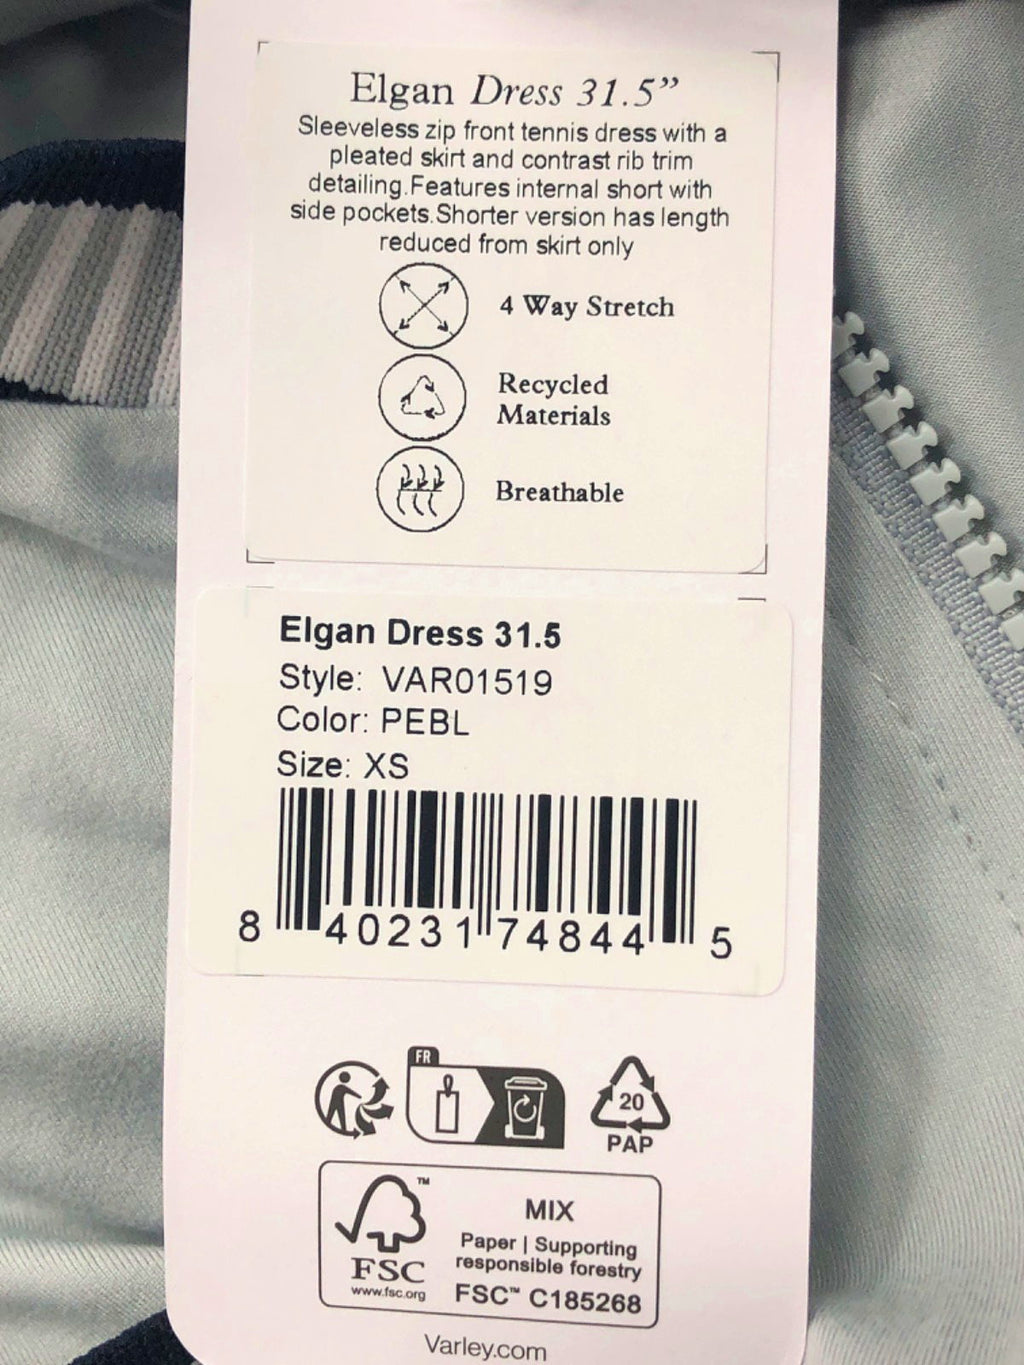 Elgan Dress 31.5”
Sleeveless zip front tennis dress with a
pleated skirt and contrast rib trim
detailing.Features internal short with
side pockets.Shorter version has length
reduced from skirt only
4 Way Stretch
Recycled
Materials
Breathable
Elgan Dress 31.5
Style: VAR01519
Color: PEBL
Size: XS
8 40231 74844 5
FR
20
PAP
FSC™
www.fsc.org
MIX
Paper | Supporting
responsible forestry
FSC™ C185268
Varley.com